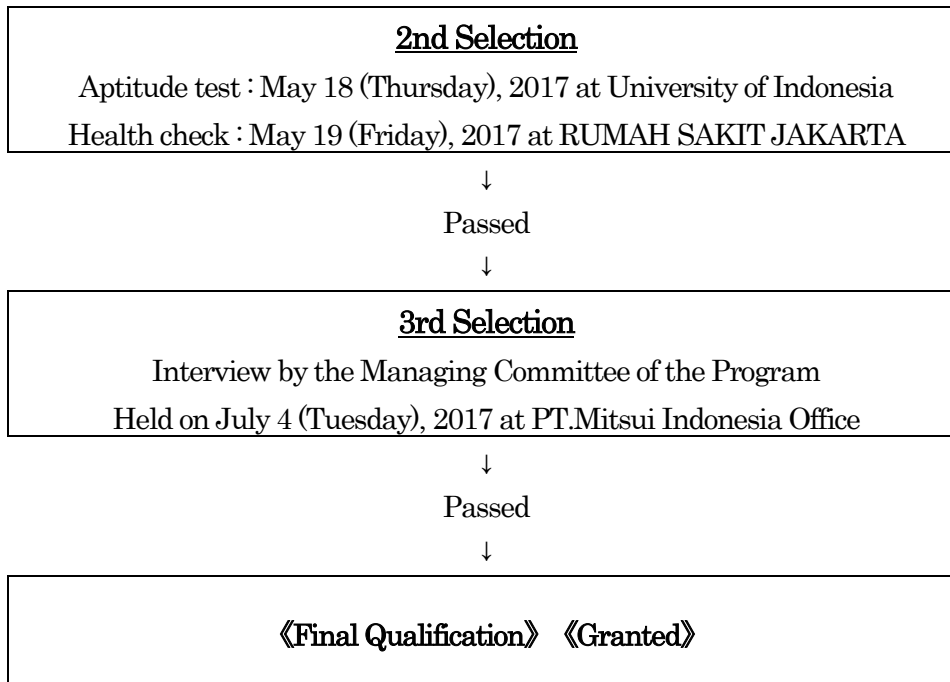 2nd Selection
Aptitude test : May 18 (Thursday), 2017 at University of Indonesia
Health check : May 19 (Friday), 2017 at RUMAH SAKIT JAKARTA
↓
Passed
↓
3rd Selection
Interview by the Managing Committee of the Program
Held on July 4 (Tuesday), 2017 at PT.Mitsui Indonesia Office
↓
Passed
↓
《Final Qualification》 《Granted》